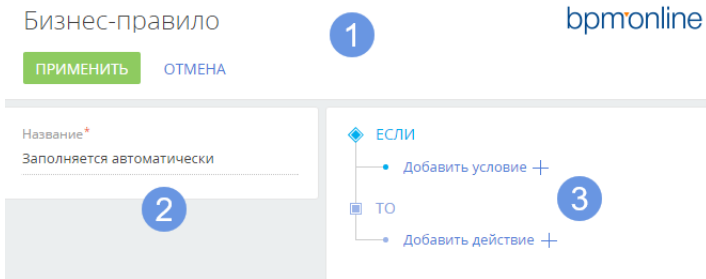 Бизнес-правило
1
bpm'online
ПРИМЕНИТЬ ОТМЕНА
Название*
Заполняется автоматически
2
ЕСЛИ
Добавить условие +
3
ТО
Добавить действие +